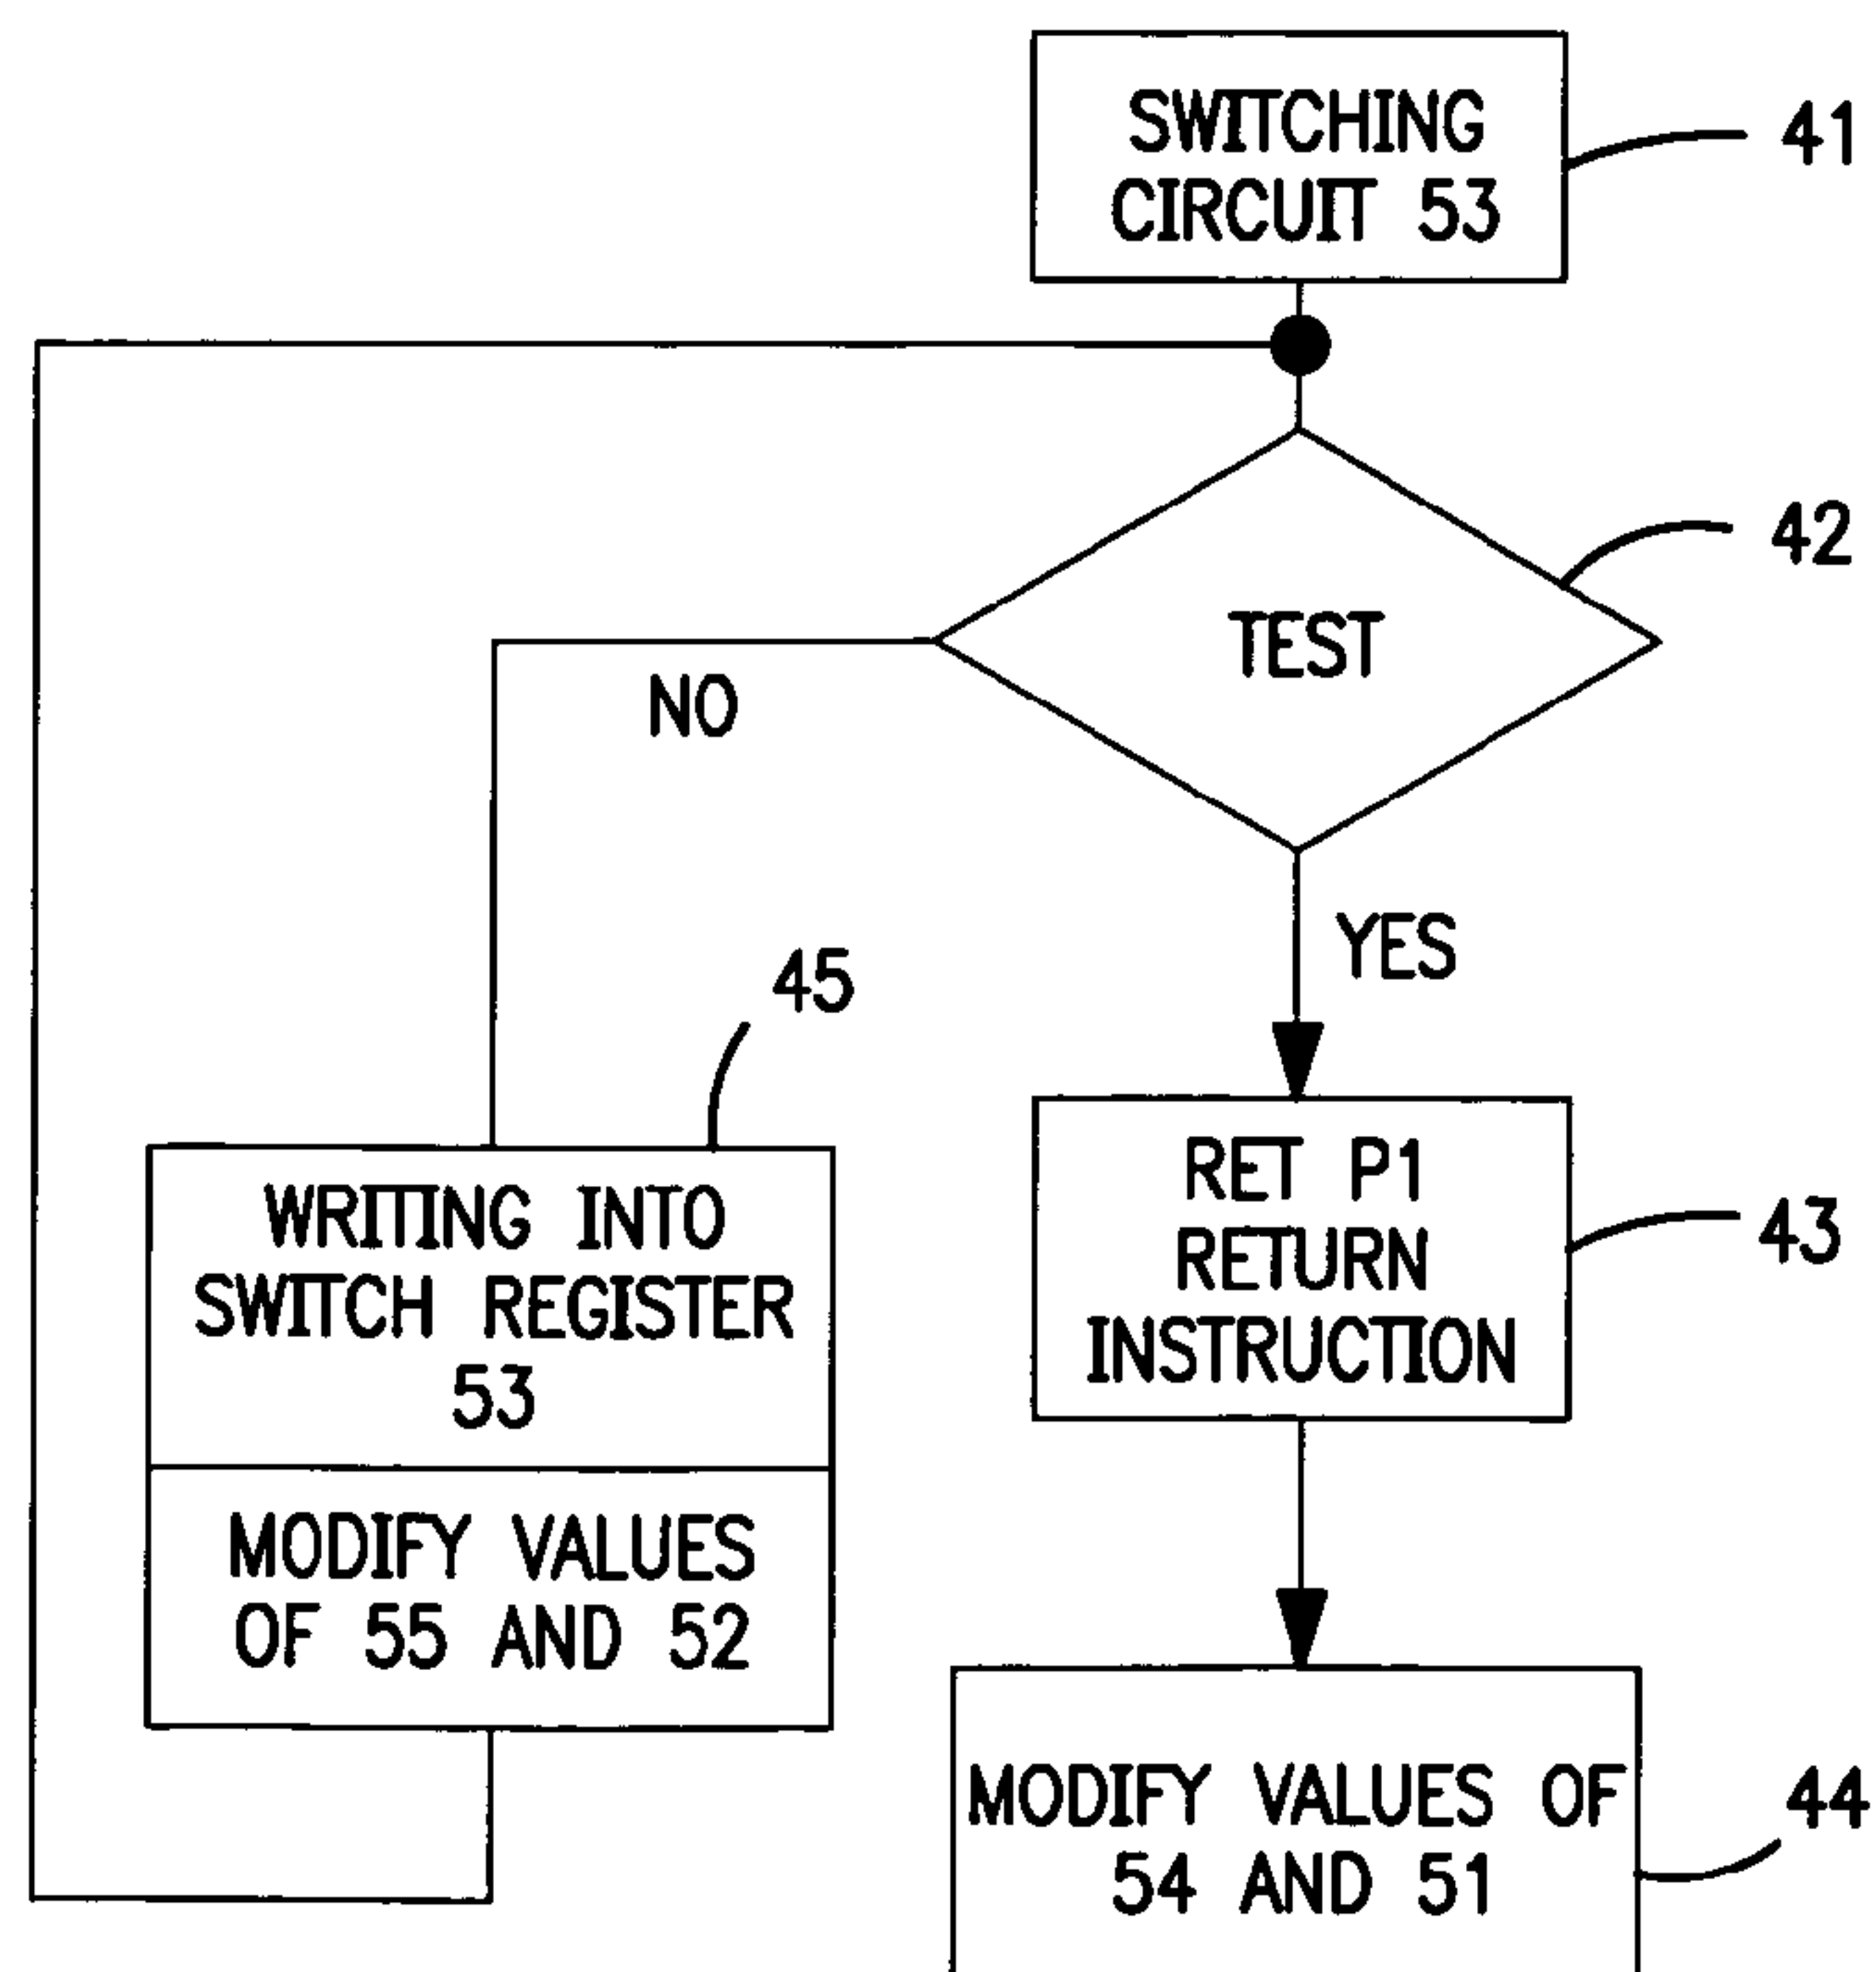 SWITCHING
CIRCUIT 53
41
42
TEST
NO
YES
45
WRITING INTO
SWITCH REGISTER
53
MODIFY VALUES
OF 55 AND 52
RET P1
RETURN
INSTRUCTION
43
MODIFY VALUES OF
54 AND 51
44